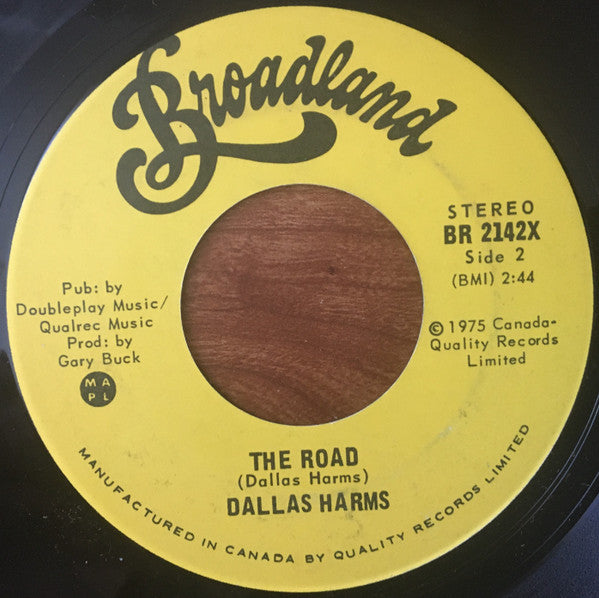 Broadland
STEREO
BR 2142X
Side 2
(BMI) 2:44
Pub: by
Doubleplay Music/
Qualrec Music
Prod: by
Gary Buck
M A
P L
© 1975 Canada-
Quality Records
Limited
THE ROAD
(Dallas Harms)
DALLAS HARMS
MANUFACTURED IN CANADA BY QUALITY RECORDS LIMITED